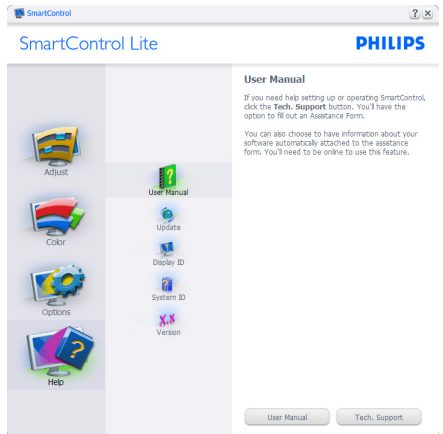 SmartControl
SmartControl Lite
PHILIPS
Adjust
Color
Options
Help
User Manual
Update
Display ID
System ID
X.X
Version
User Manual
If you need help setting up or operating SmartControl,
click the Tech. Support button. You'll have the
option to fill out an Assistance Form.
You can also choose to have information about your
software automatically attached to the assistance
form. You'll need to be online to use this feature.
User Manual
Tech. Support